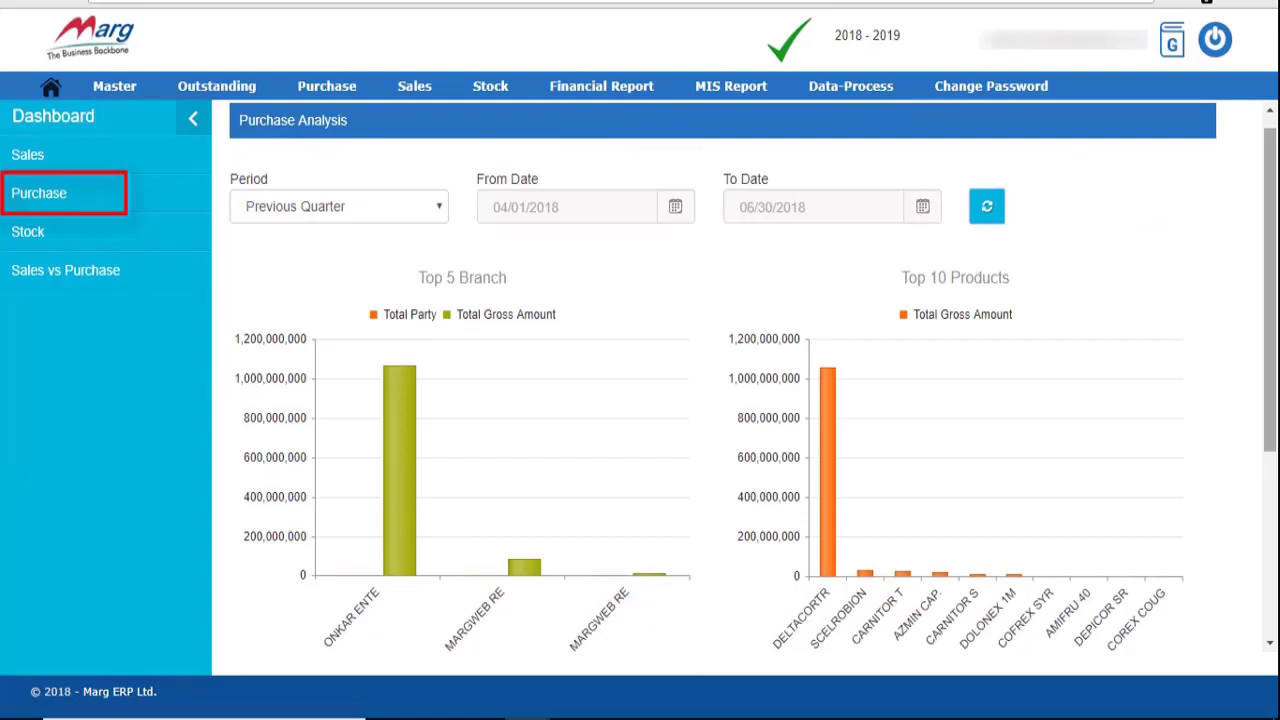 Marg
The Business Backbone
2018 - 2019
G
Master Outstanding Purchase Sales Stock Financial Report MIS Report Data-Process Change Password
Dashboard
Sales
Purchase
Stock
Sales vs Purchase
Purchase Analysis
Period From Date To Date
Previous Quarter 04/01/2018 06/30/2018
Top 5 Branch
Total Party Total Gross Amount
1,200,000,000
1,000,000,000
800,000,000
600,000,000
400,000,000
200,000,000
0
ONKAR ENTE
MARGWEB RE
MARGWEB RE
Top 10 Products
Total Gross Amount
1,200,000,000
1,000,000,000
800,000,000
600,000,000
400,000,000
200,000,000
0
DELTACORTR
SCELROBION
CARNITOR T
AZMIN CAP.
CARNITOR S
DOLONEX 1M
COFREX SYR
AMIFRU 40
DEPICOR SR
COREX COUG
© 2018 - Marg ERP Ltd.